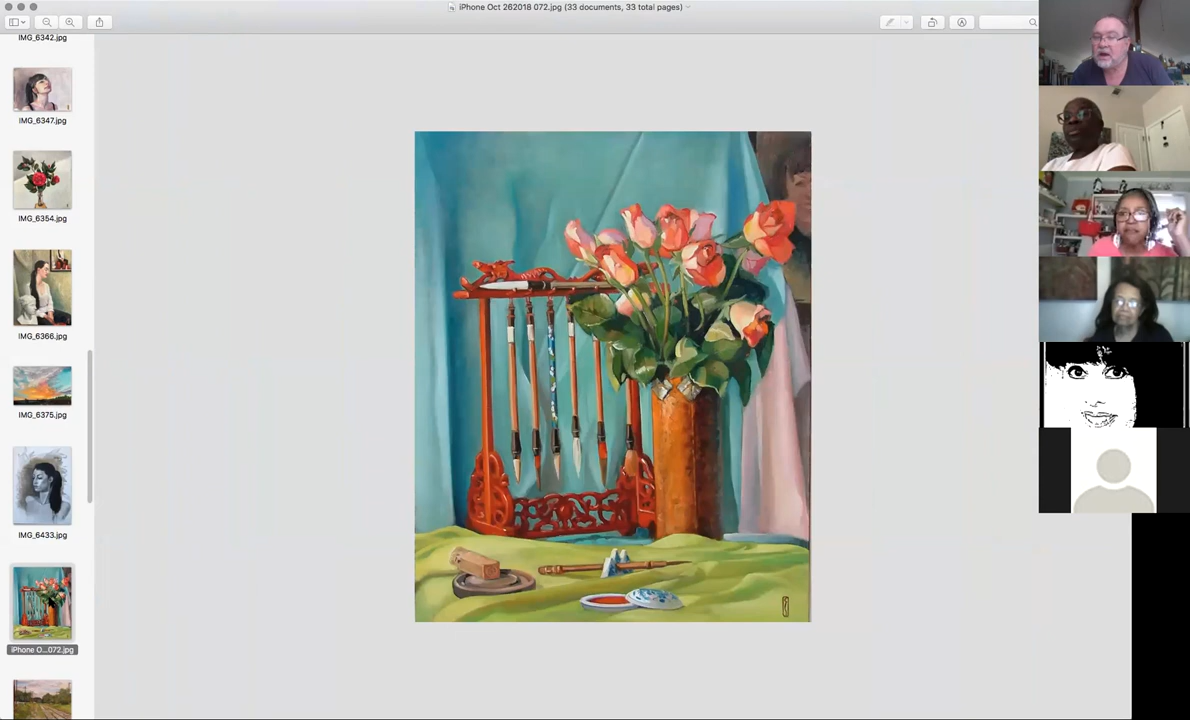 iPhone Oct 262018 072.jpg (33 documents, 33 total pages)
IMG_6342.jpg
IMG_6347.jpg
IMG_6354.jpg
IMG_6366.jpg
IMG_6375.jpg
IMG_6433.jpg
iPhone O...072.jpg